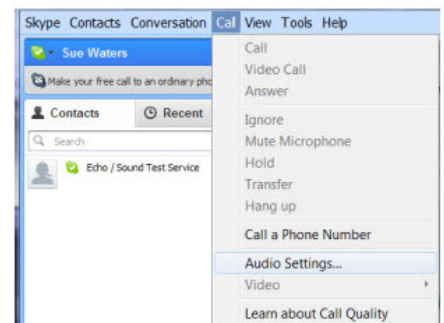 Skype Contacts Conversation Call View Tools Help
Sue Waters
Make your free call to an ordinary pho
Contacts Recent
Search
Echo / Sound Test Service
Call
Video Call
Answer
Ignore
Mute Microphone
Hold
Transfer
Hang up
Call a Phone Number
Audio Settings...
Video
Learn about Call Quality